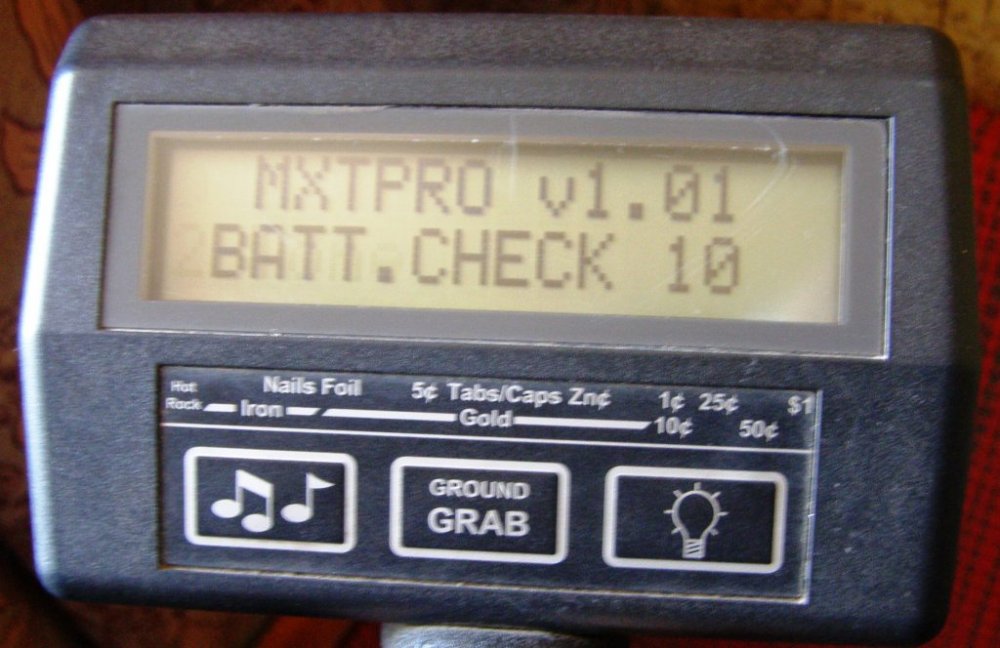 MXTPRO v1.01
BATT.CHECK 10
Hot Nails Foil 5¢ Tabs/Caps Zn¢ 1¢ 25¢ $1
Rock Iron Gold 10¢ 50¢
GROUND
GRAB